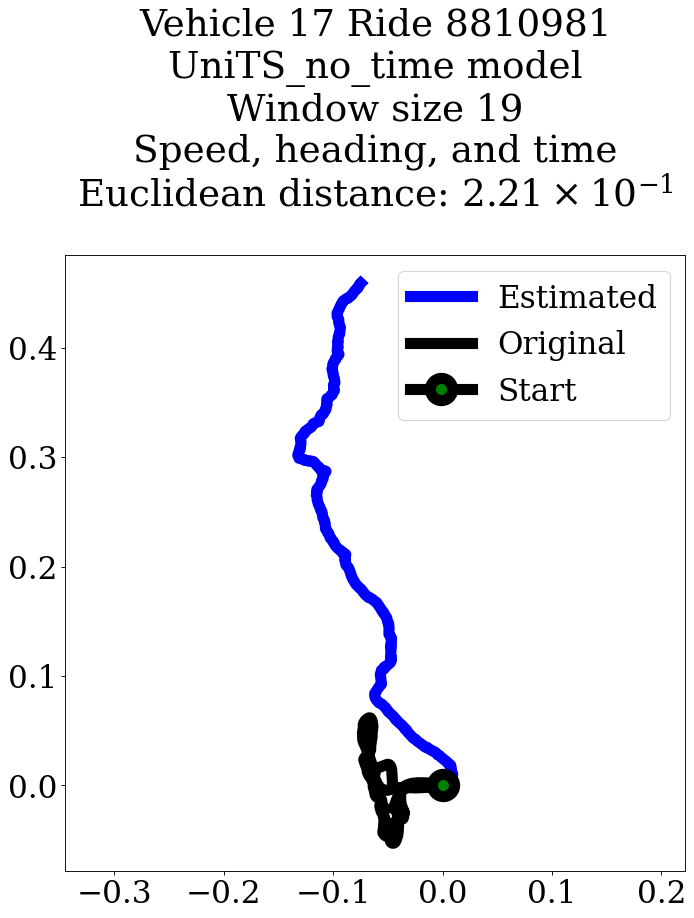 Vehicle 17 Ride 8810981
UniTS_no_time model
Window size 19
Speed, heading, and time
Euclidean distance: 2.21 × 10⁻¹
Estimated
Original
Start
0.4
0.3
0.2
0.1
0.0
−0.3 −0.2 −0.1 0.0 0.1 0.2